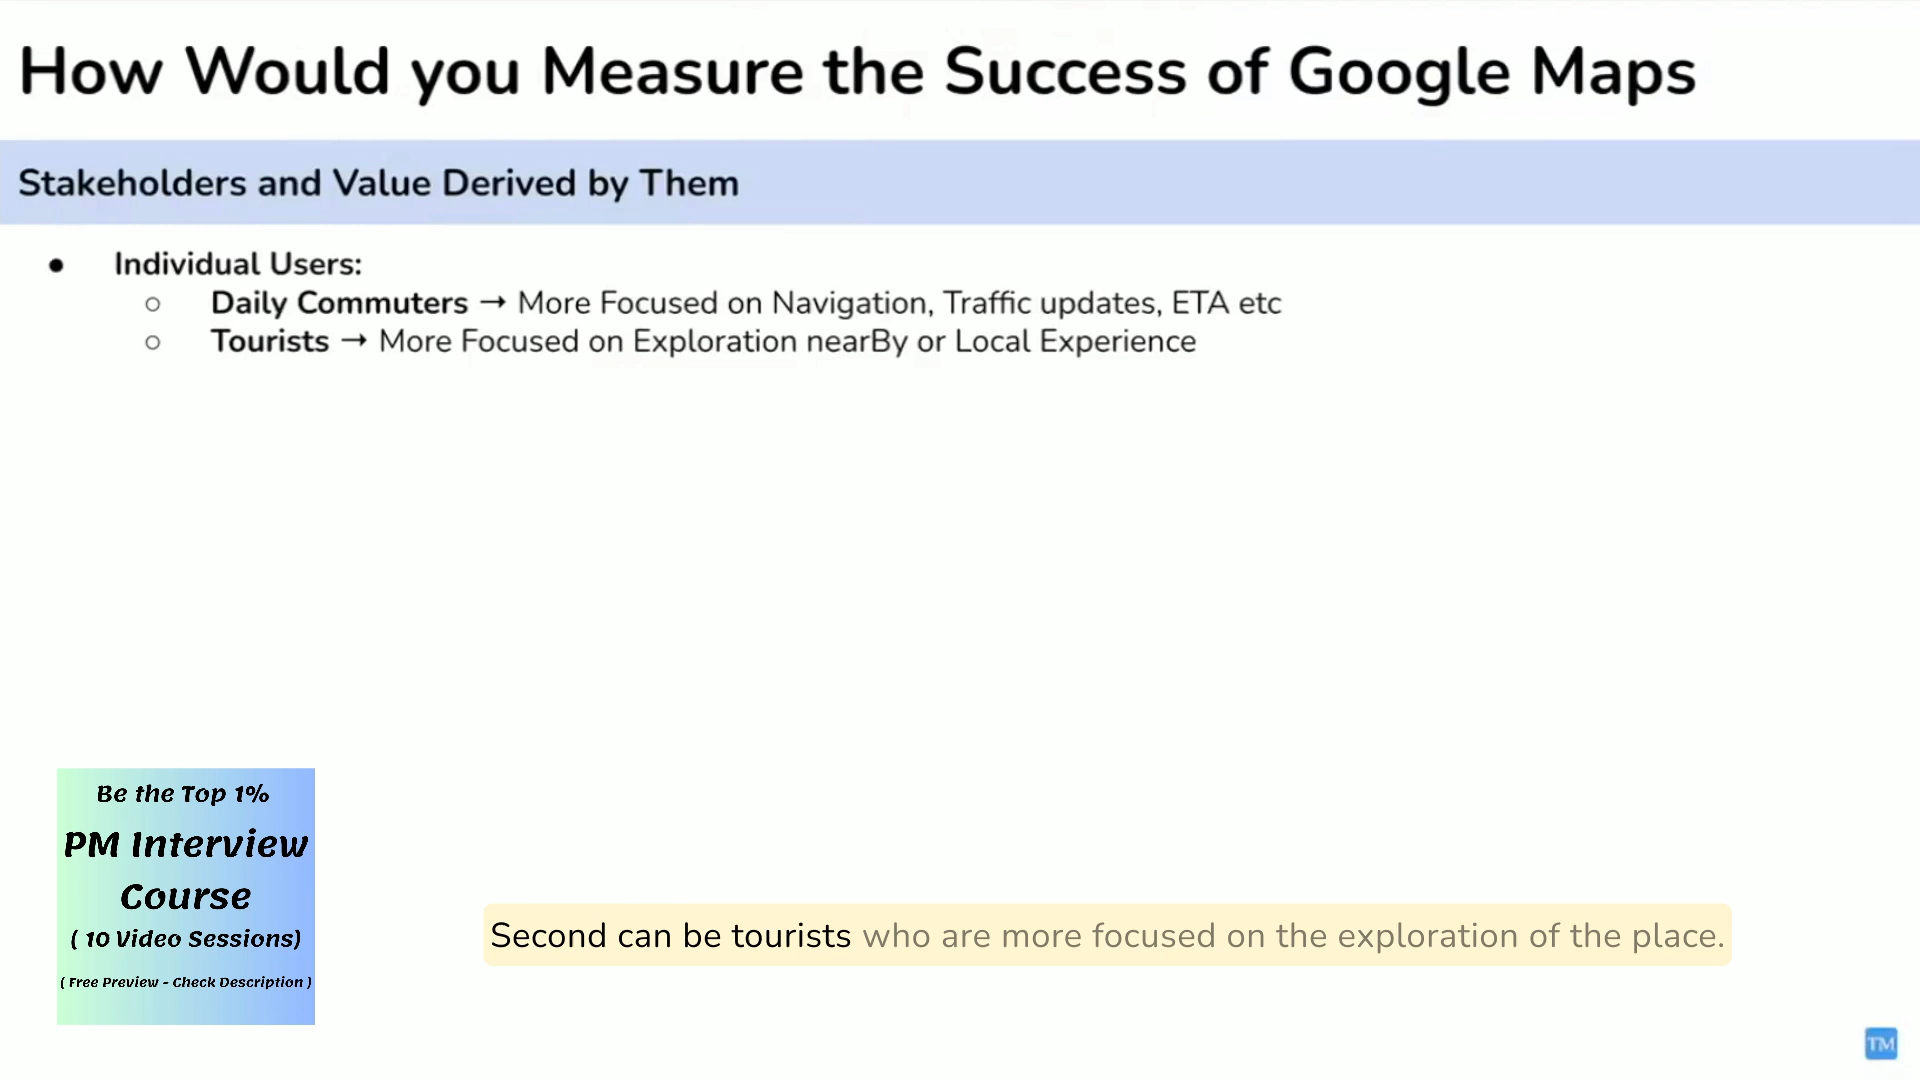 How Would you Measure the Success of Google Maps
Stakeholders and Value Derived by Them
● Individual Users:
○ Daily Commuters → More Focused on Navigation, Traffic updates, ETA etc
○ Tourists → More Focused on Exploration nearBy or Local Experience
Be the Top 1%
PM Interview
Course
( 10 Video Sessions)
( Free Preview - Check Description )
Second can be tourists who are more focused on the exploration of the place.
TM